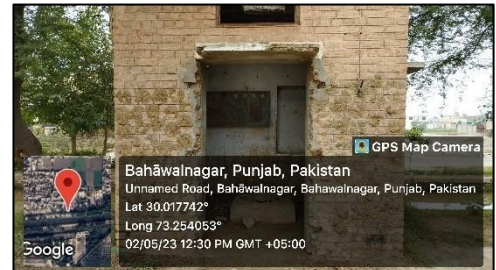 GPS Map Camera
Bahāwalnagar, Punjab, Pakistan
Unnamed Road, Bahāwalnagar, Bahawalnagar, Punjab, Pakistan
Lat 30.017742°
Long 73.254053°
02/05/23 12:30 PM GMT +05:00
Google